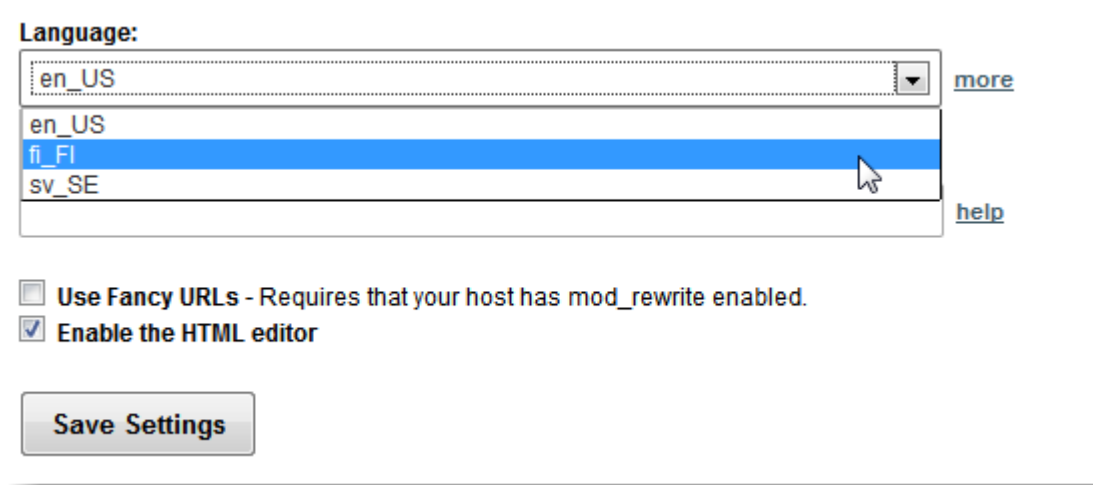 Language:
en_US more
en_US
fi_FI
sv_SE
help
Use Fancy URLs - Requires that your host has mod_rewrite enabled.
Enable the HTML editor
Save Settings